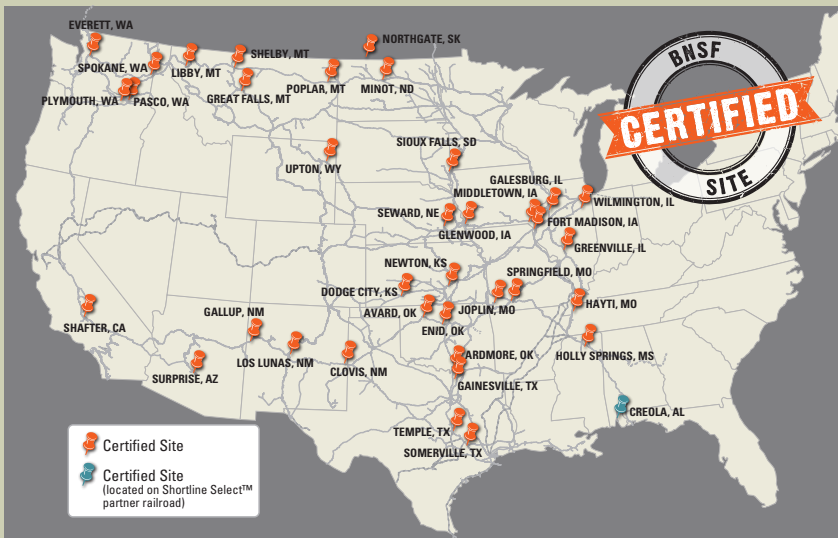 EVERETT, WA
NORTHGATE, SK
BNSF
CERTIFIED
SITE
SHELBY, MT
SPOKANE, WA
LIBBY, MT
POPLAR, MT
MINOT, ND
PLYMOUTH, WA
PASCO, WA
GREAT FALLS, MT
SIOUX FALLS, SD
UPTON, WY
GALESBURG, IL
MIDDLETOWN, IA
WILMINGTON, IL
SEWARD, NE
FORT MADISON, IA
GLENWOOD, IA
GREENVILLE, IL
NEWTON, KS
SPRINGFIELD, MO
DODGE CITY, KS
HAYTI, MO
GALLUP, NM
AVARD, OK
JOPLIN, MO
SHAFTER, CA
ENID, OK
LOS LUNAS, NM
ARDMORE, OK
HOLLY SPRINGS, MS
CLOVIS, NM
SURPRISE, AZ
GAINESVILLE, TX
CREOLA, AL
TEMPLE, TX
SOMERVILLE, TX
Certified Site
Certified Site
(located on Shortline Select™
partner railroad)